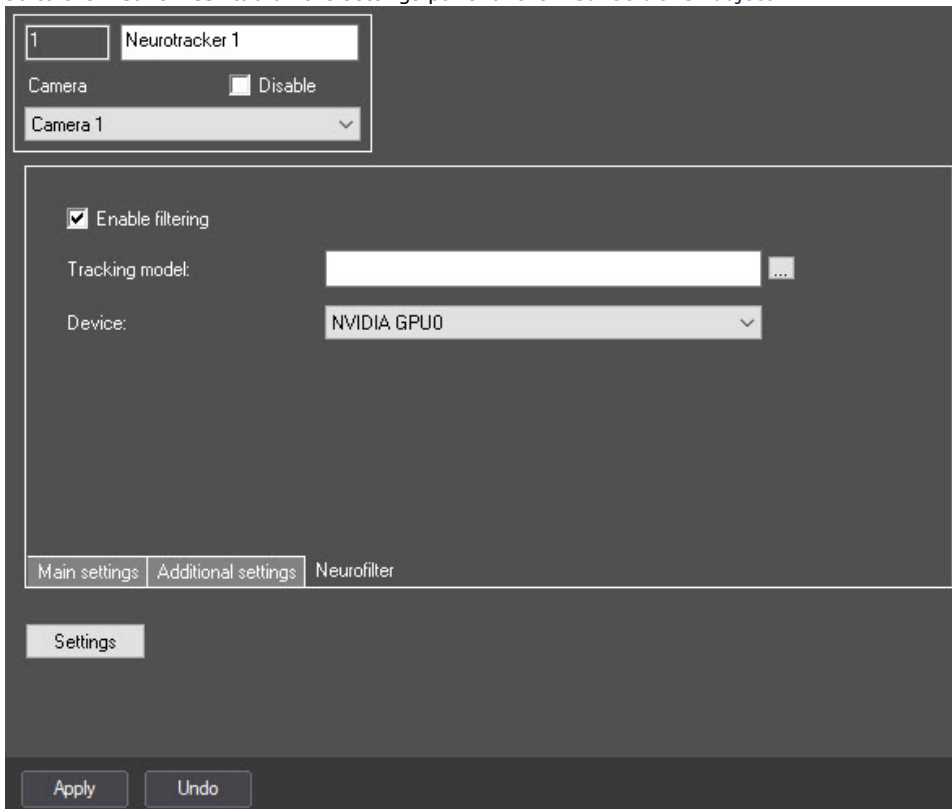 1 Neurotracker 1
Camera Disable
Camera 1
Enable filtering
Tracking model: ...
Device: NVIDIA GPU0
Main settings Additional settings Neurofilter
Settings
Apply Undo